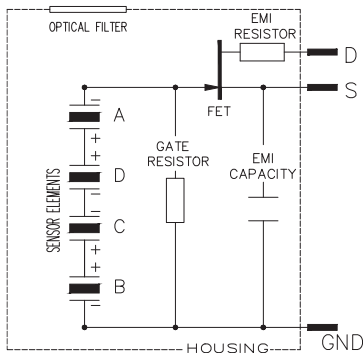 OPTICAL FILTER
EMI
RESISTOR
D
S
FET
A
GATE
RESISTOR
EMI
CAPACITY
D
SENSOR ELEMENTS
C
B
HOUSING
GND